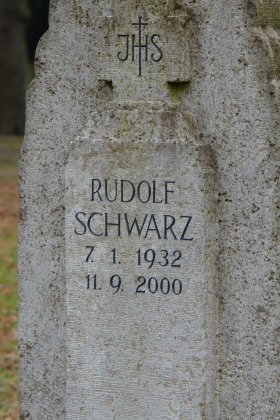 JHS
RUDOLF
SCHWARZ
7. 1. 1932
11. 9. 2000